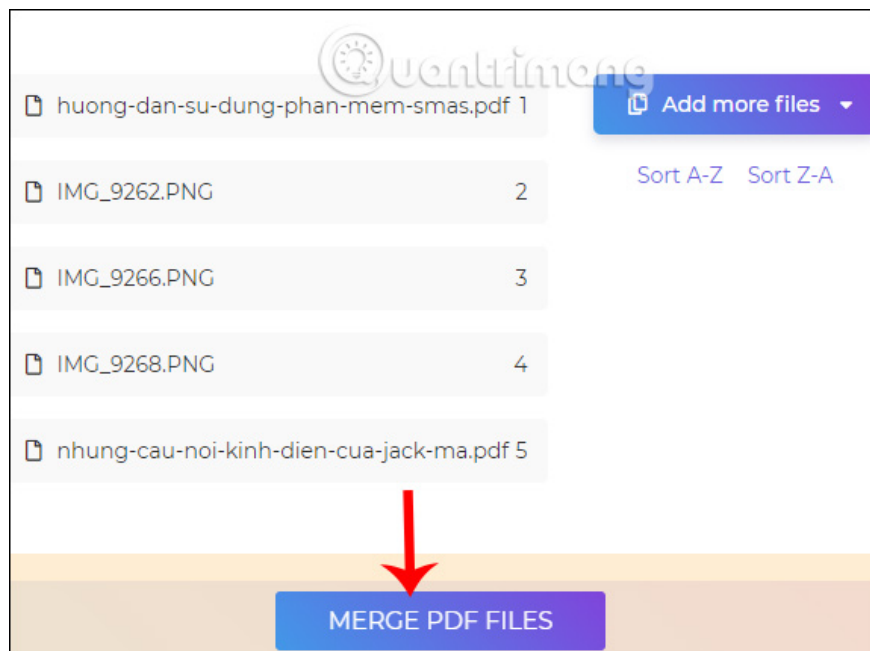 Quantrimang
huong-dan-su-dung-phan-mem-smas.pdf 1
Add more files
Sort A-Z Sort Z-A
IMG_9262.PNG 2
IMG_9266.PNG 3
IMG_9268.PNG 4
nhung-cau-noi-kinh-dien-cua-jack-ma.pdf 5
MERGE PDF FILES